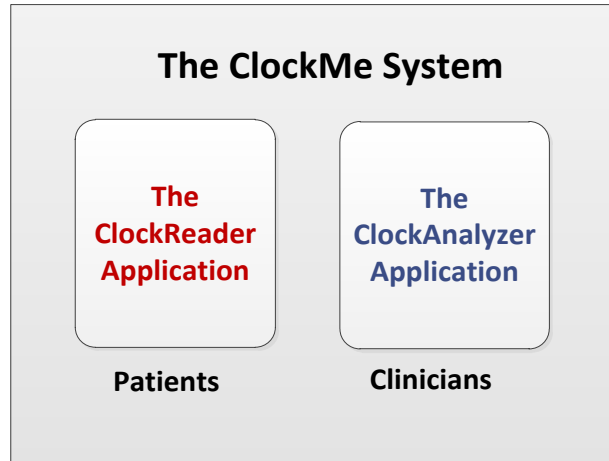 The ClockMe System
The
ClockReader
Application
The
ClockAnalyzer
Application
Patients
Clinicians